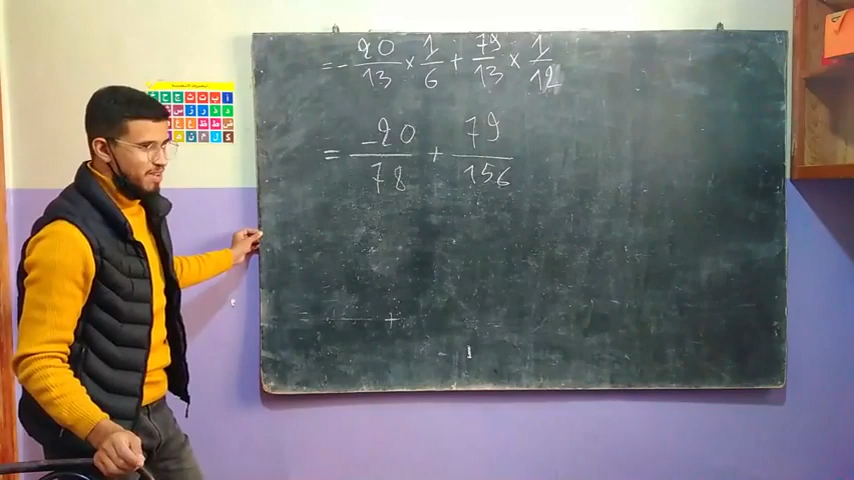 = - 20/13 × 1/6 + 79/13 × 1/12
= -20/78 + 79/156
= — +